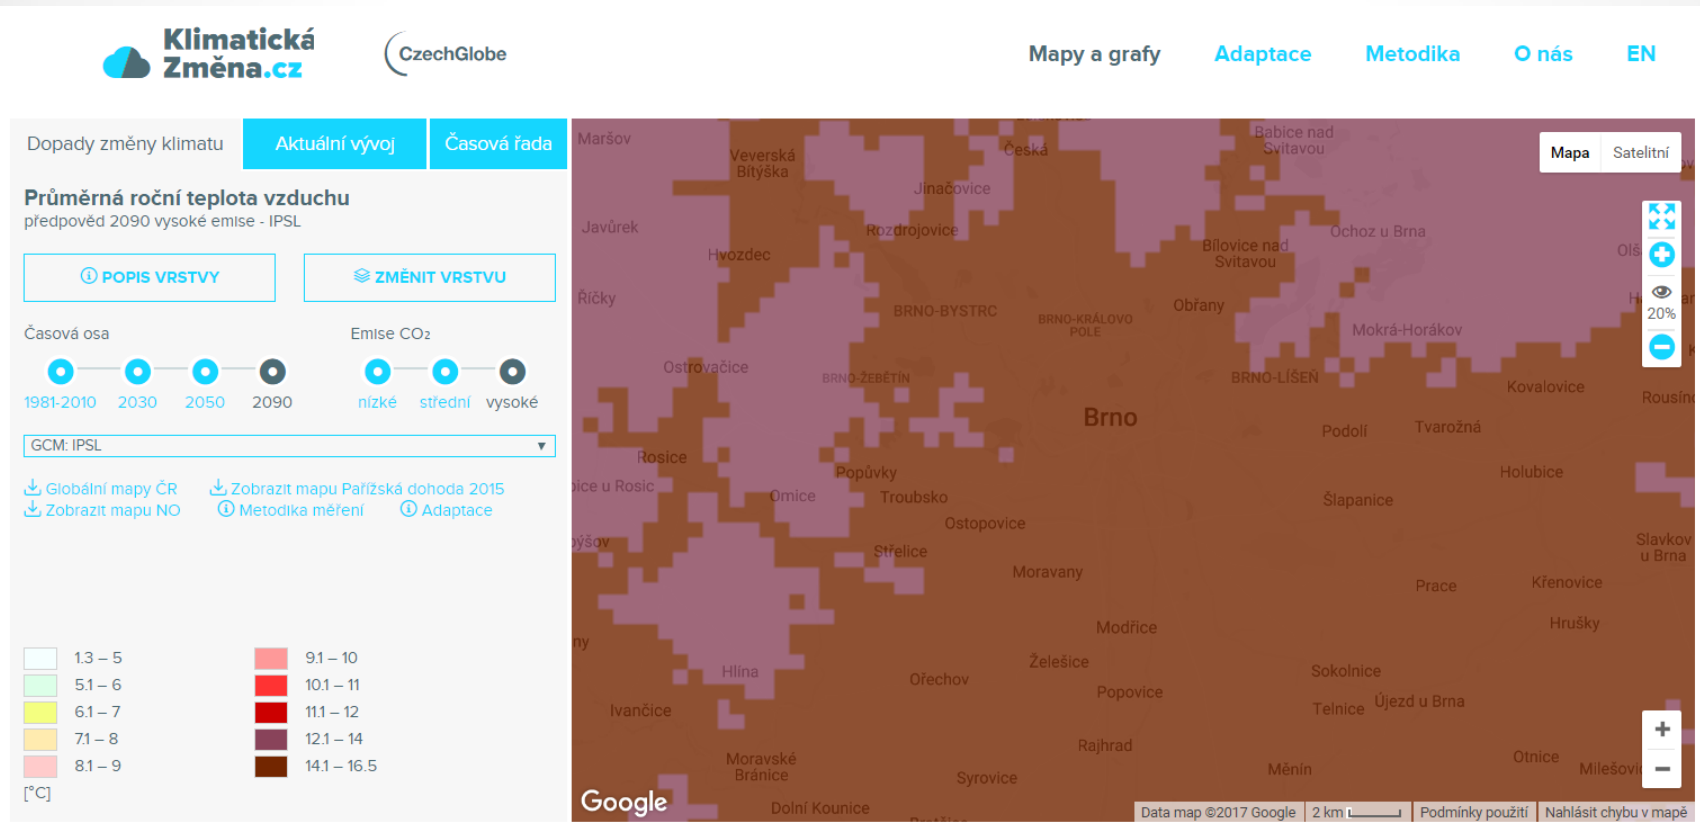 Klimatická
Změna.cz
CzechGlobe
Mapy a grafy
Adaptace
Metodika
O nás
EN
Dopady změny klimatu
Aktuální vývoj
Časová řada
Průměrná roční teplota vzduchu
předpověd 2090 vysoké emise - IPSL
POPIS VRSTVY
ZMĚNIT VRSTVU
Časová osa
Emise CO₂
1981-2010
2030
2050
2090
nízké
střední
vysoké
GCM: IPSL
Globální mapy ČR
Zobrazit mapu Pařížská dohoda 2015
Zobrazit mapu NO
Metodika měření
Adaptace
1.3 – 5
9.1 – 10
5.1 – 6
10.1 – 11
6.1 – 7
11.1 – 12
7.1 – 8
12.1 – 14
8.1 – 9
14.1 – 16.5
[°C]
Mapa
Satelitní
20%
Maršov
Veverská
Bítýška
Česká
Babice nad
Svitavou
Jinačovice
Javůrek
Rozdrojovice
Hvozdec
Bílovice nad
Svitavou
Ochoz u Brna
Říčky
BRNO-BYSTRC
BRNO-KRÁLOVO
POLE
Obřany
Mokrá-Horákov
Ostrovačice
BRNO-ŽEBĚTÍN
BRNO-LÍŠEŇ
Kovalovice
Brno
Podolí
Tvarožná
Rosice
Popůvky
Holubice
Omice
Troubsko
Šlapanice
Ostopovice
Střelice
Slavkov
u Brna
Moravany
Prace
Křenovice
Modřice
Hrušky
Želešice
Hlína
Ořechov
Sokolnice
Popovice
Ivančice
Telnice
Újezd u Brna
Rajhrad
Moravské
Bránice
Otnice
Syrovice
Měnín
Dolní Kounice
Google
Data map ©2017 Google
2 km
Podmínky použití
Nahlásit chybu v mapě